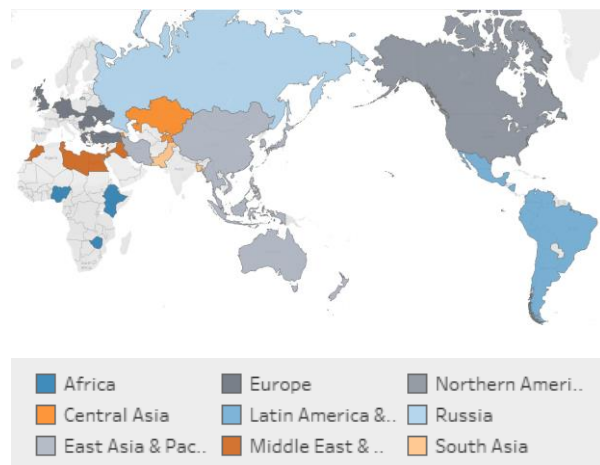 Africa
Europe
Northern Ameri..
Central Asia
Latin America &..
Russia
East Asia & Pac..
Middle East & ..
South Asia